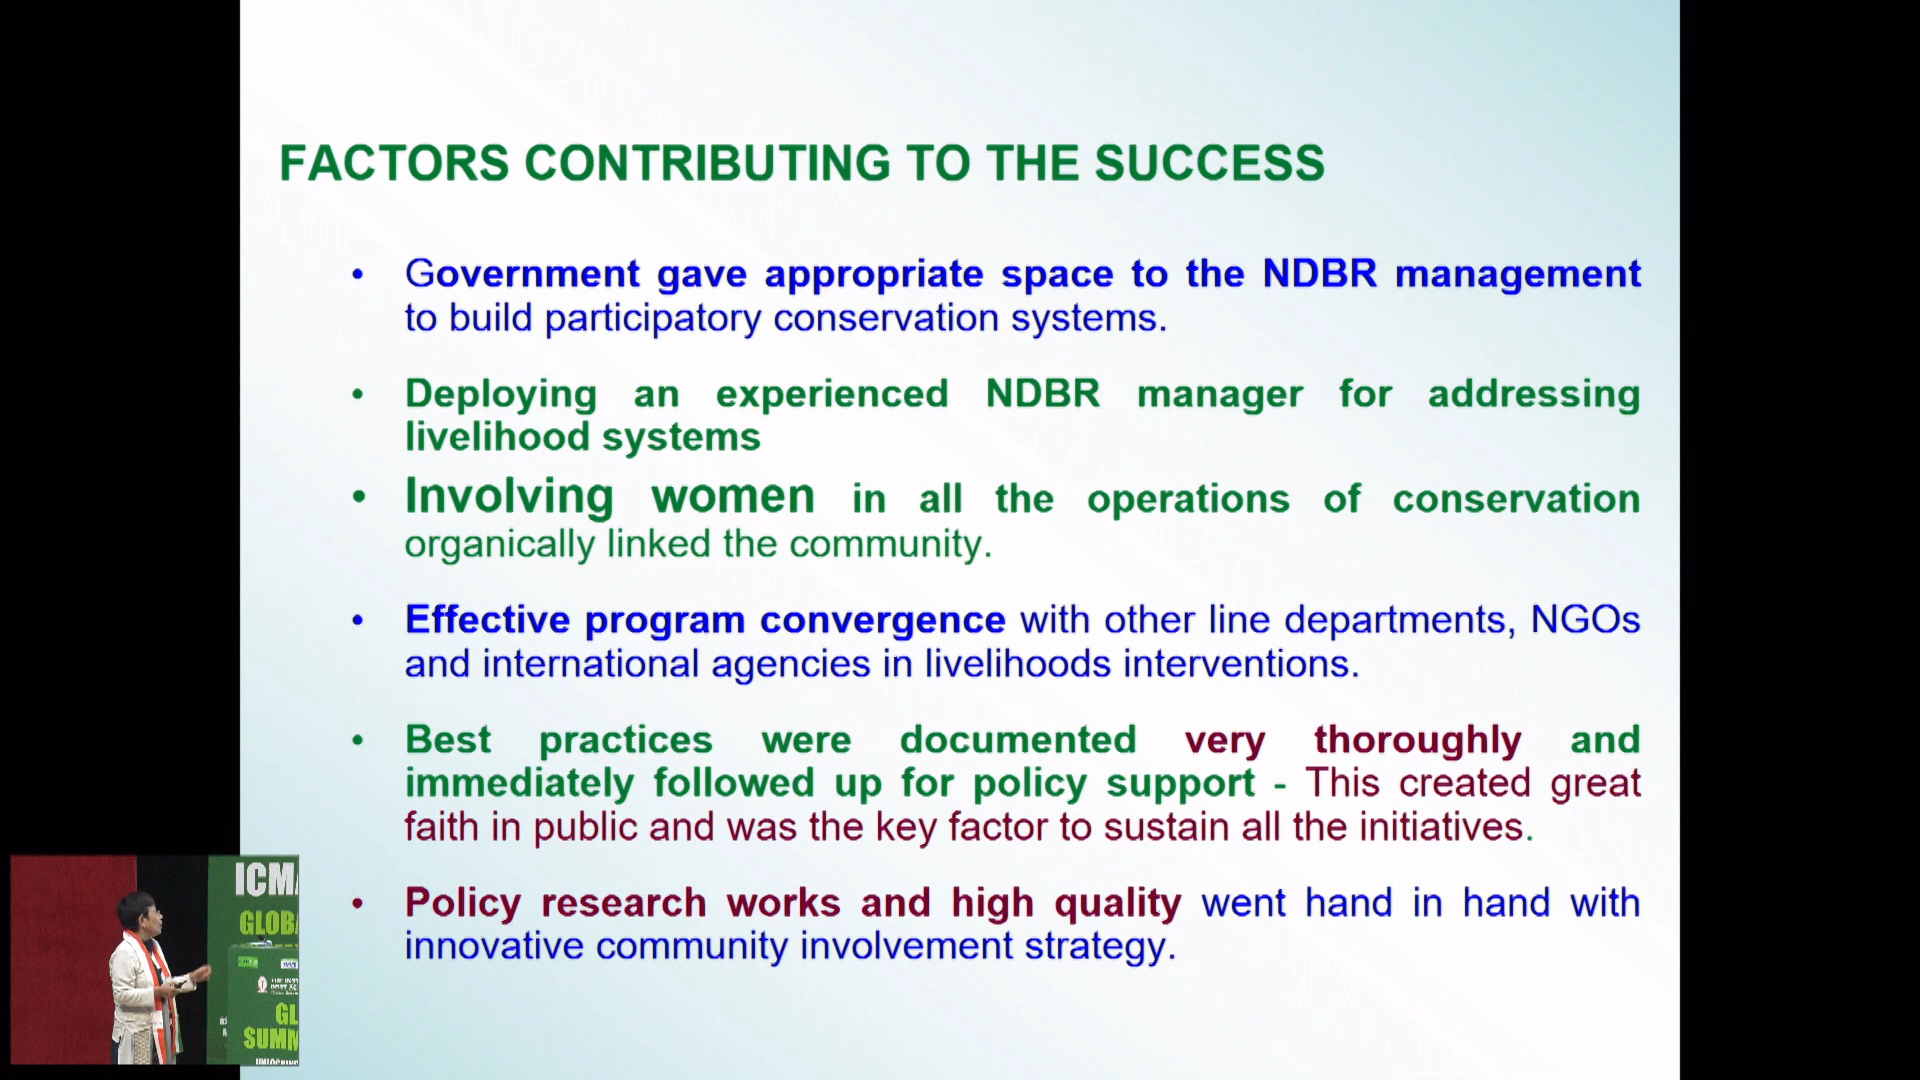 FACTORS CONTRIBUTING TO THE SUCCESS
• Government gave appropriate space to the NDBR management
to build participatory conservation systems.
• Deploying an experienced NDBR manager for addressing
livelihood systems
• Involving women in all the operations of conservation
organically linked the community.
• Effective program convergence with other line departments, NGOs
and international agencies in livelihoods interventions.
• Best practices were documented very thoroughly and
immediately followed up for policy support - This created great
faith in public and was the key factor to sustain all the initiatives.
• Policy research works and high quality went hand in hand with
innovative community involvement strategy.
ICMA
GLOBA
GL
SUMM